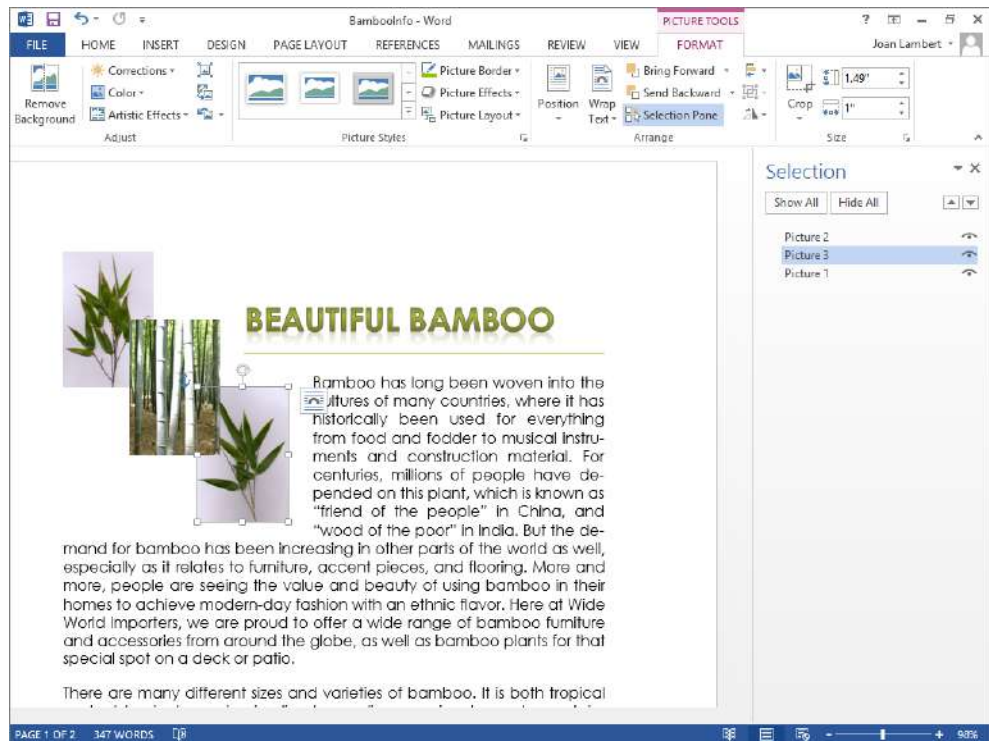 BambooInfo - Word
PICTURE TOOLS
?
FILE HOME INSERT DESIGN PAGE LAYOUT REFERENCES MAILINGS REVIEW VIEW FORMAT Joan Lambert
Remove Background
Corrections
Color
Artistic Effects
Adjust
Picture Border
Picture Effects
Picture Layout
Picture Styles
Position
Wrap Text
Bring Forward
Send Backward
Selection Pane
Arrange
Crop
1.49"
1"
Size
Selection
Show All Hide All
Picture 2
Picture 3
Picture 1
BEAUTIFUL BAMBOO
Bamboo has long been woven into the
cultures of many countries, where it has
historically been used for everything
from food and fodder to musical instru-
ments and construction material. For
centuries, millions of people have de-
pended on this plant, which is known as
“friend of the people” in China, and
“wood of the poor” in India. But the de-
mand for bamboo has been increasing in other parts of the world as well,
especially as it relates to furniture, accent pieces, and flooring. More and
more, people are seeing the value and beauty of using bamboo in their
homes to achieve modern-day fashion with an ethnic flavor. Here at Wide
World Importers, we are proud to offer a wide range of bamboo furniture
and accessories from around the globe, as well as bamboo plants for that
special spot on a deck or patio.
There are many different sizes and varieties of bamboo. It is both tropical
PAGE 1 OF 2 347 WORDS
98%